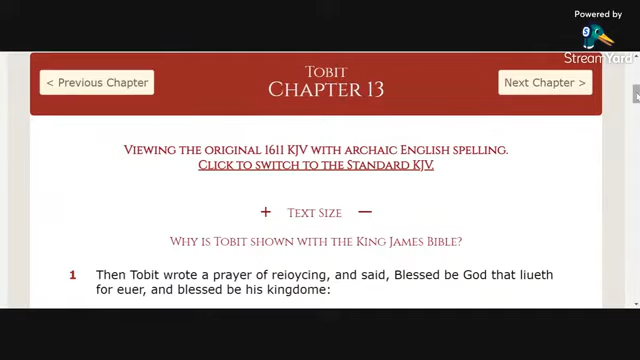 Powered by
StreamYard
< Previous Chapter
Tobit
Chapter 13
Next Chapter >
Viewing the original 1611 KJV with archaic English spelling.
Click to switch to the Standard KJV.
+ Text Size —
Why is Tobit shown with the King James Bible?
1 Then Tobit wrote a prayer of reioycing, and said, Blessed be God that liueth
for euer, and blessed be his kingdome: